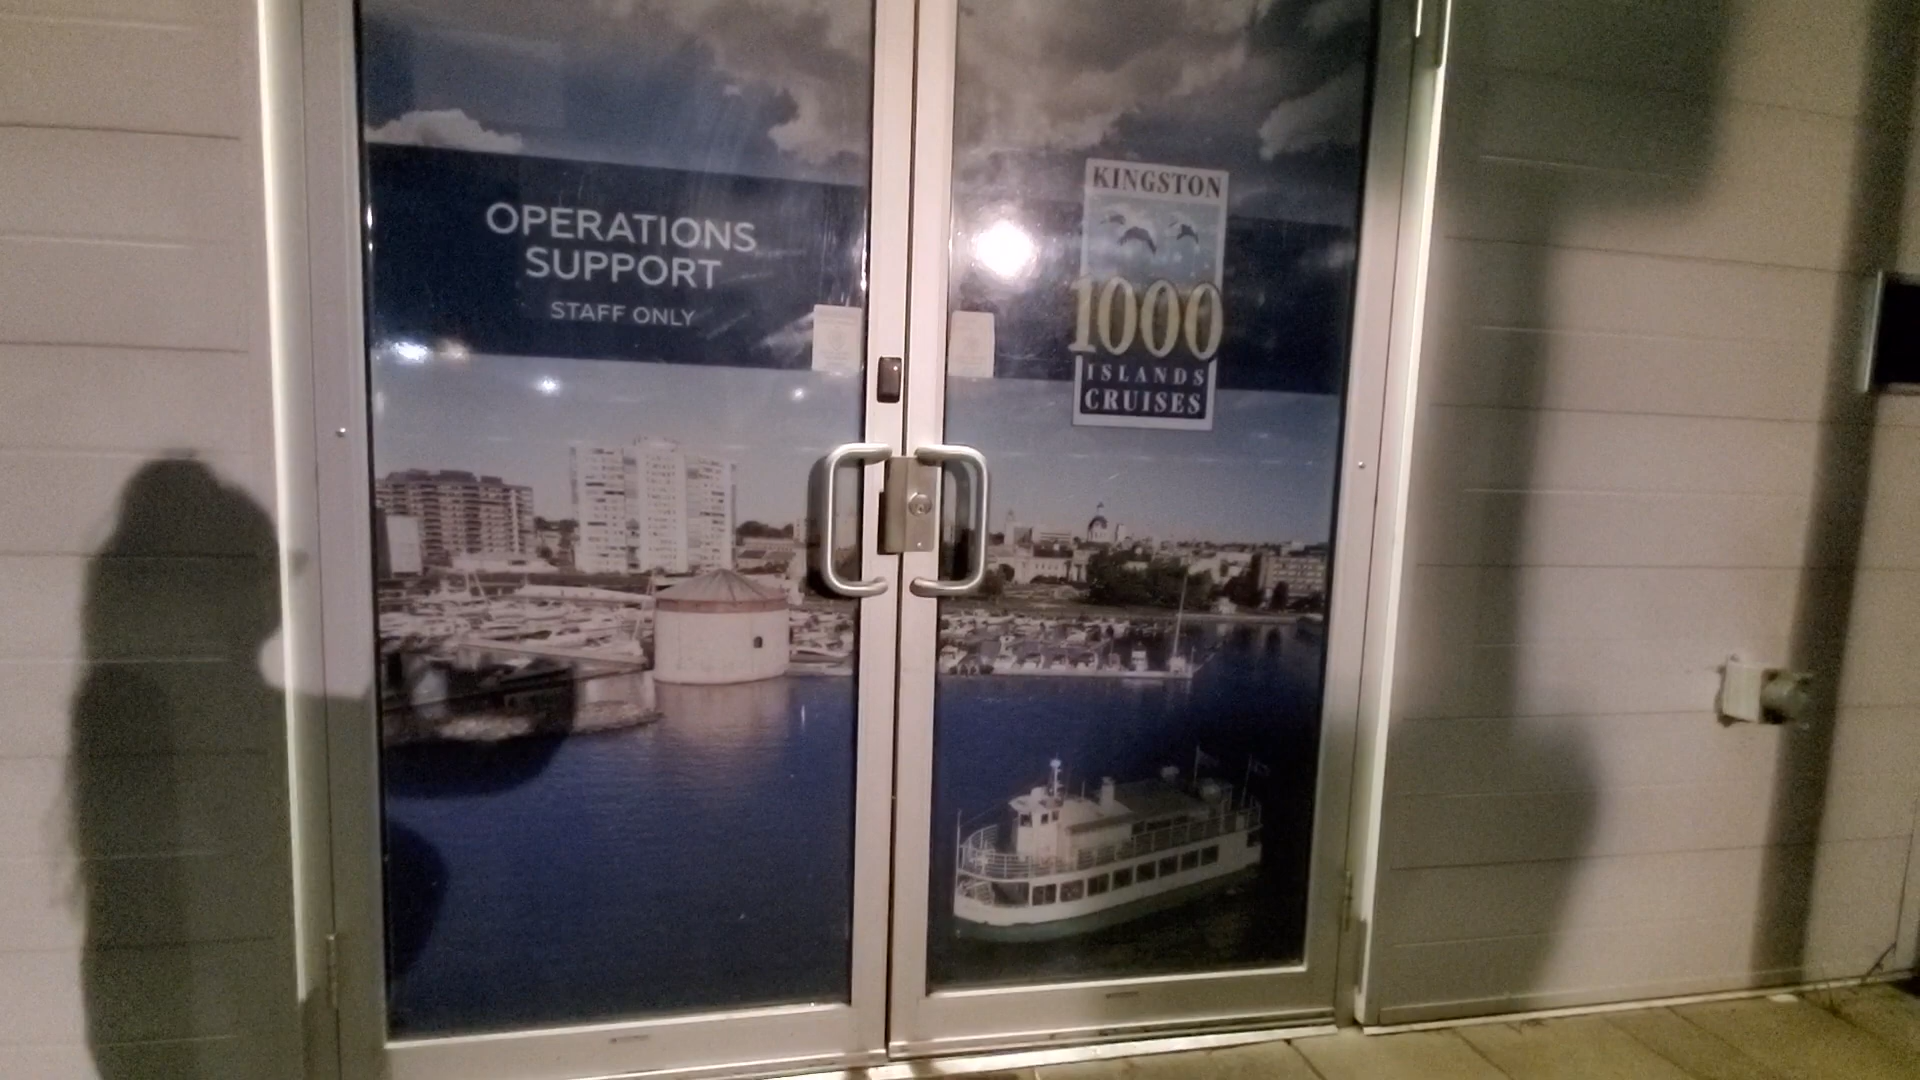 OPERATIONS
SUPPORT
STAFF ONLY
KINGSTON
1000
ISLANDS
CRUISES